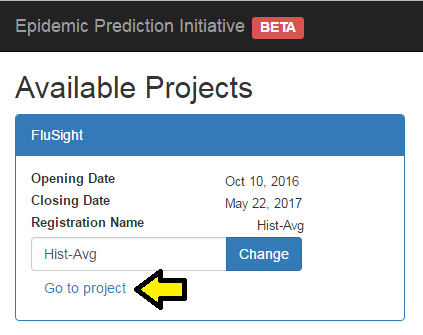 Epidemic Prediction Initiative BETA
Available Projects
FluSight
Opening Date Oct 10, 2016
Closing Date May 22, 2017
Registration Name Hist-Avg
Hist-Avg Change
Go to project